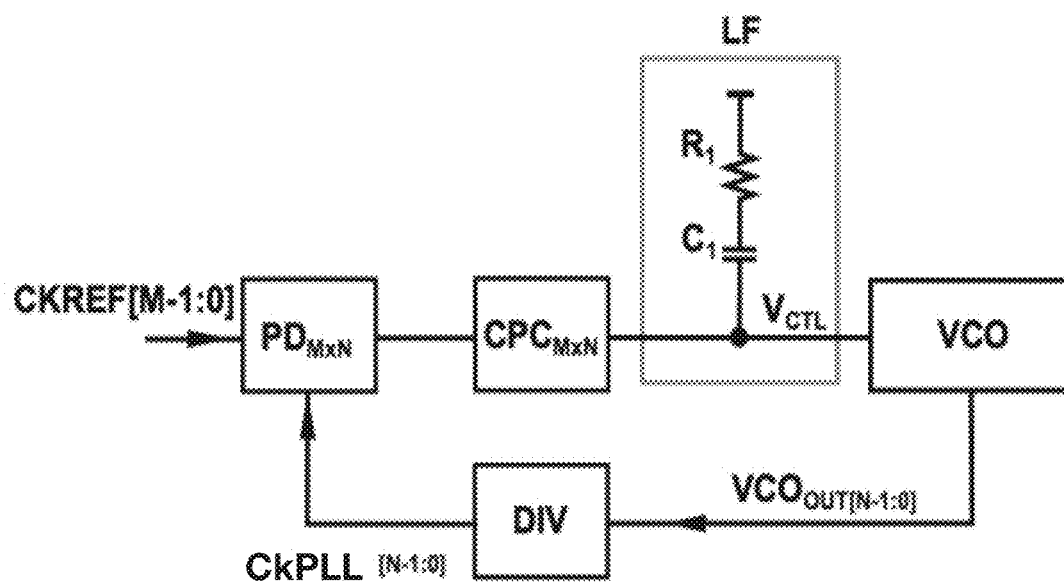 LF
R1
C1
CKREF[M-1:0]
PDMxN
CPCMxN
VCTL
VCO
DIV
VCOOUT[N-1:0]
CkPLL [N-1:0]